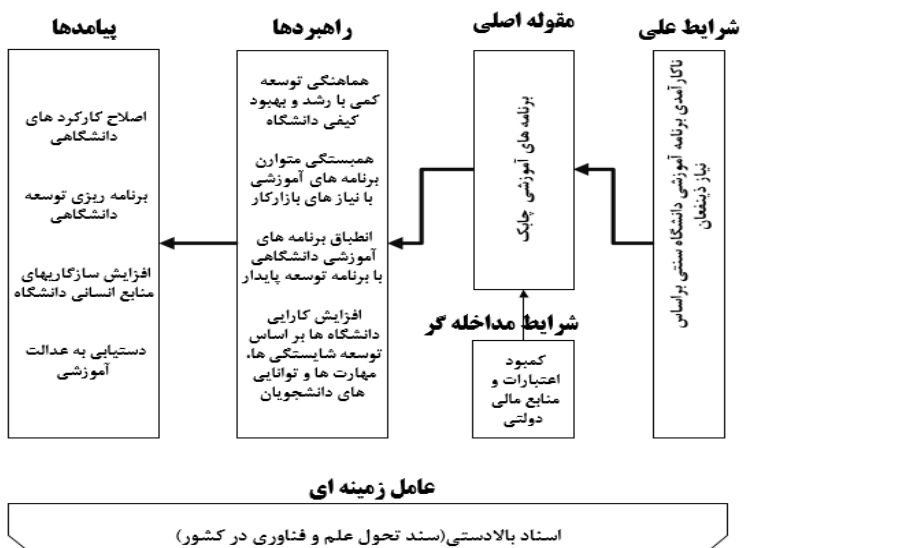 شرایط علی
ناکارآمدی برنامه آموزشی دانشگاه سنتی براساس
نیاز ذینفعان
مقوله اصلی
برنامه های آموزشی چابک
شرایط مداخله گر
کمبود
اعتبارات و
منابع مالی
دولتی
راهبردها
هماهنگی توسعه
کمی با رشد و بهبود
کیفی دانشگاه
همبستگی متوارن
برنامه های آموزشی
با نیاز های بازارکار
انطباق برنامه های
آموزشی دانشگاهی
با برنامه توسعه پایدار
افزایش کارایی
دانشگاه ها بر اساس
توسعه شایستگی ها،
مهارت ها و توانایی
های دانشجویان
پیامدها
اصلاح کارکرد های
دانشگاهی
برنامه ریزی توسعه
دانشگاهی
افزایش سازگاریهای
منابع انسانی دانشگاه
دستیابی به عدالت
آموزشی
عامل زمینه ای
اسناد بالادستی(سند تحول علم و فناوری در کشور)